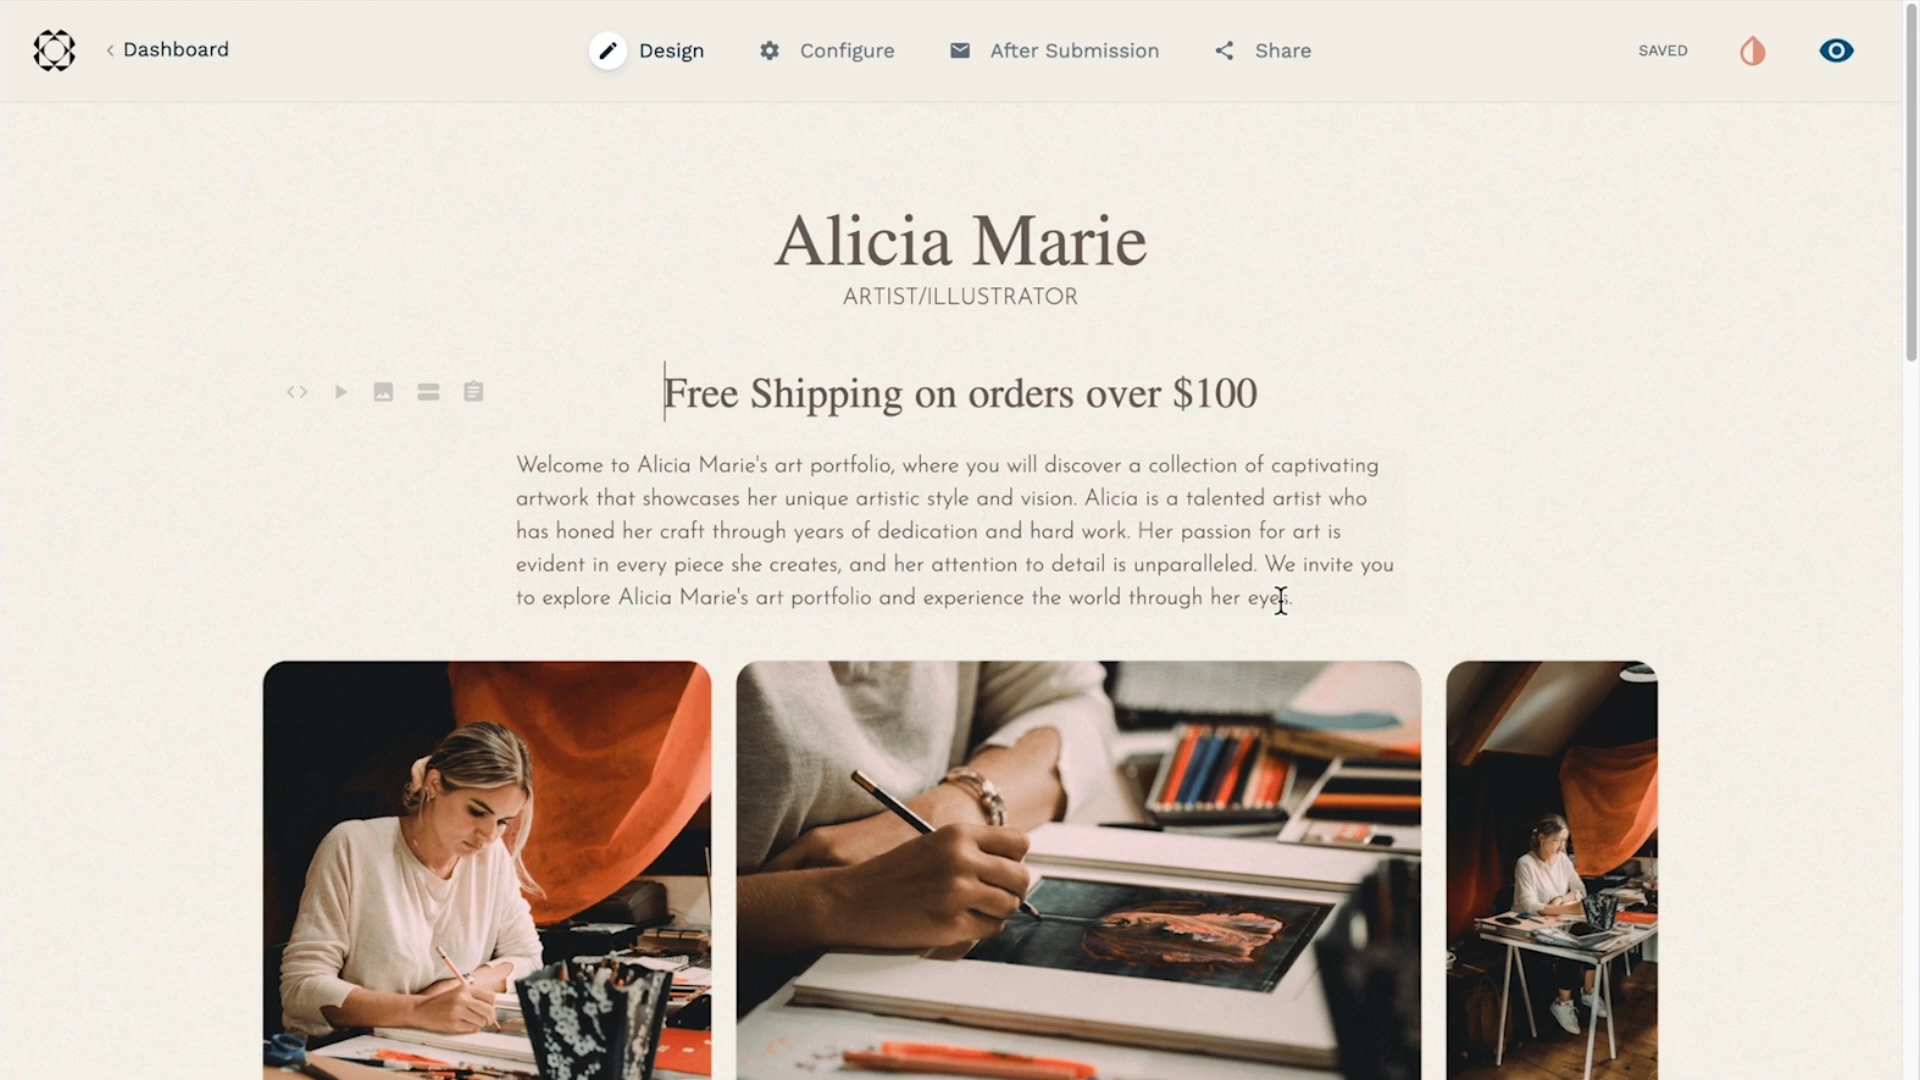 Dashboard
Design
Configure
After Submission
Share
SAVED
Alicia Marie
ARTIST/ILLUSTRATOR
Free Shipping on orders over $100
Welcome to Alicia Marie's art portfolio, where you will discover a collection of captivating
artwork that showcases her unique artistic style and vision. Alicia is a talented artist who
has honed her craft through years of dedication and hard work. Her passion for art is
evident in every piece she creates, and her attention to detail is unparalleled. We invite you
to explore Alicia Marie's art portfolio and experience the world through her eyes.